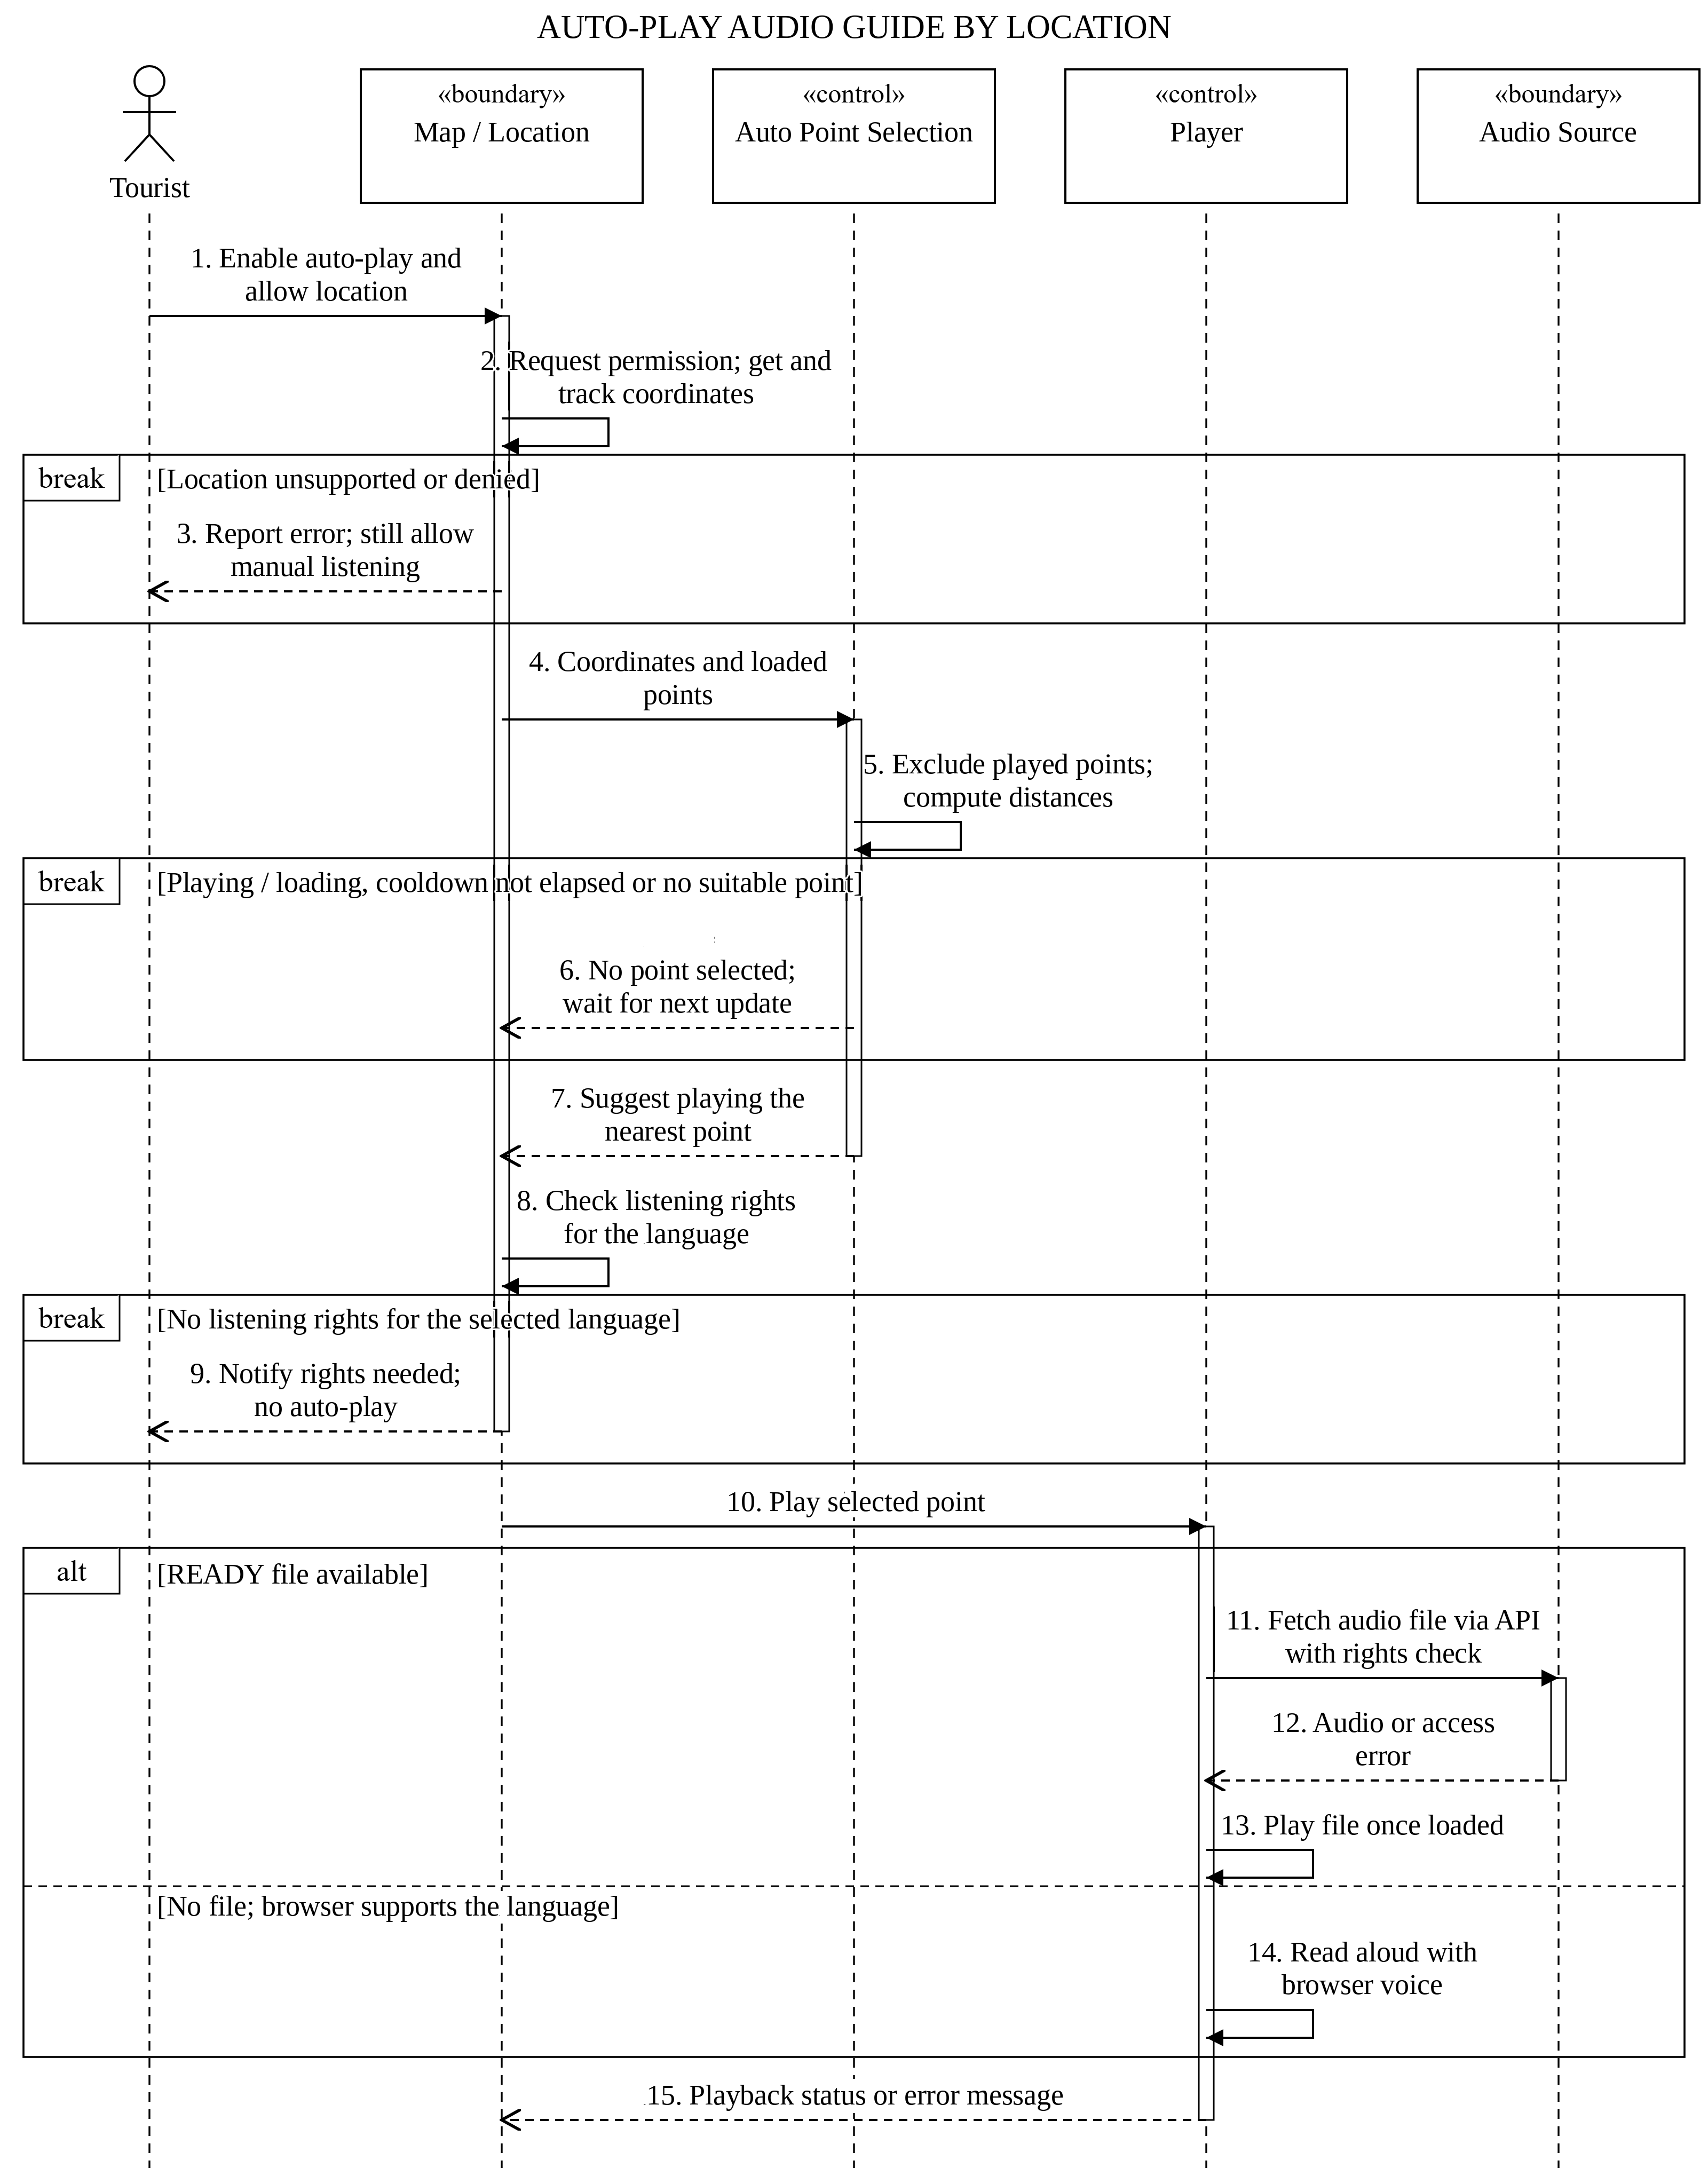 AUTO-PLAY AUDIO GUIDE BY LOCATION
Tourist
«boundary»
Map / Location
«control»
Auto Point Selection
«control»
Player
«boundary»
Audio Source
1. Enable auto-play and
allow location
2. Request permission; get and
track coordinates
break
[Location unsupported or denied]
3. Report error; still allow
manual listening
4. Coordinates and loaded
points
5. Exclude played points;
compute distances
break
[Playing / loading, cooldown not elapsed or no suitable point]
6. No point selected;
wait for next update
7. Suggest playing the
nearest point
8. Check listening rights
for the language
break
[No listening rights for the selected language]
9. Notify rights needed;
no auto-play
10. Play selected point
alt
[READY file available]
11. Fetch audio file via API
with rights check
12. Audio or access
error
13. Play file once loaded
[No file; browser supports the language]
14. Read aloud with
browser voice
15. Playback status or error message